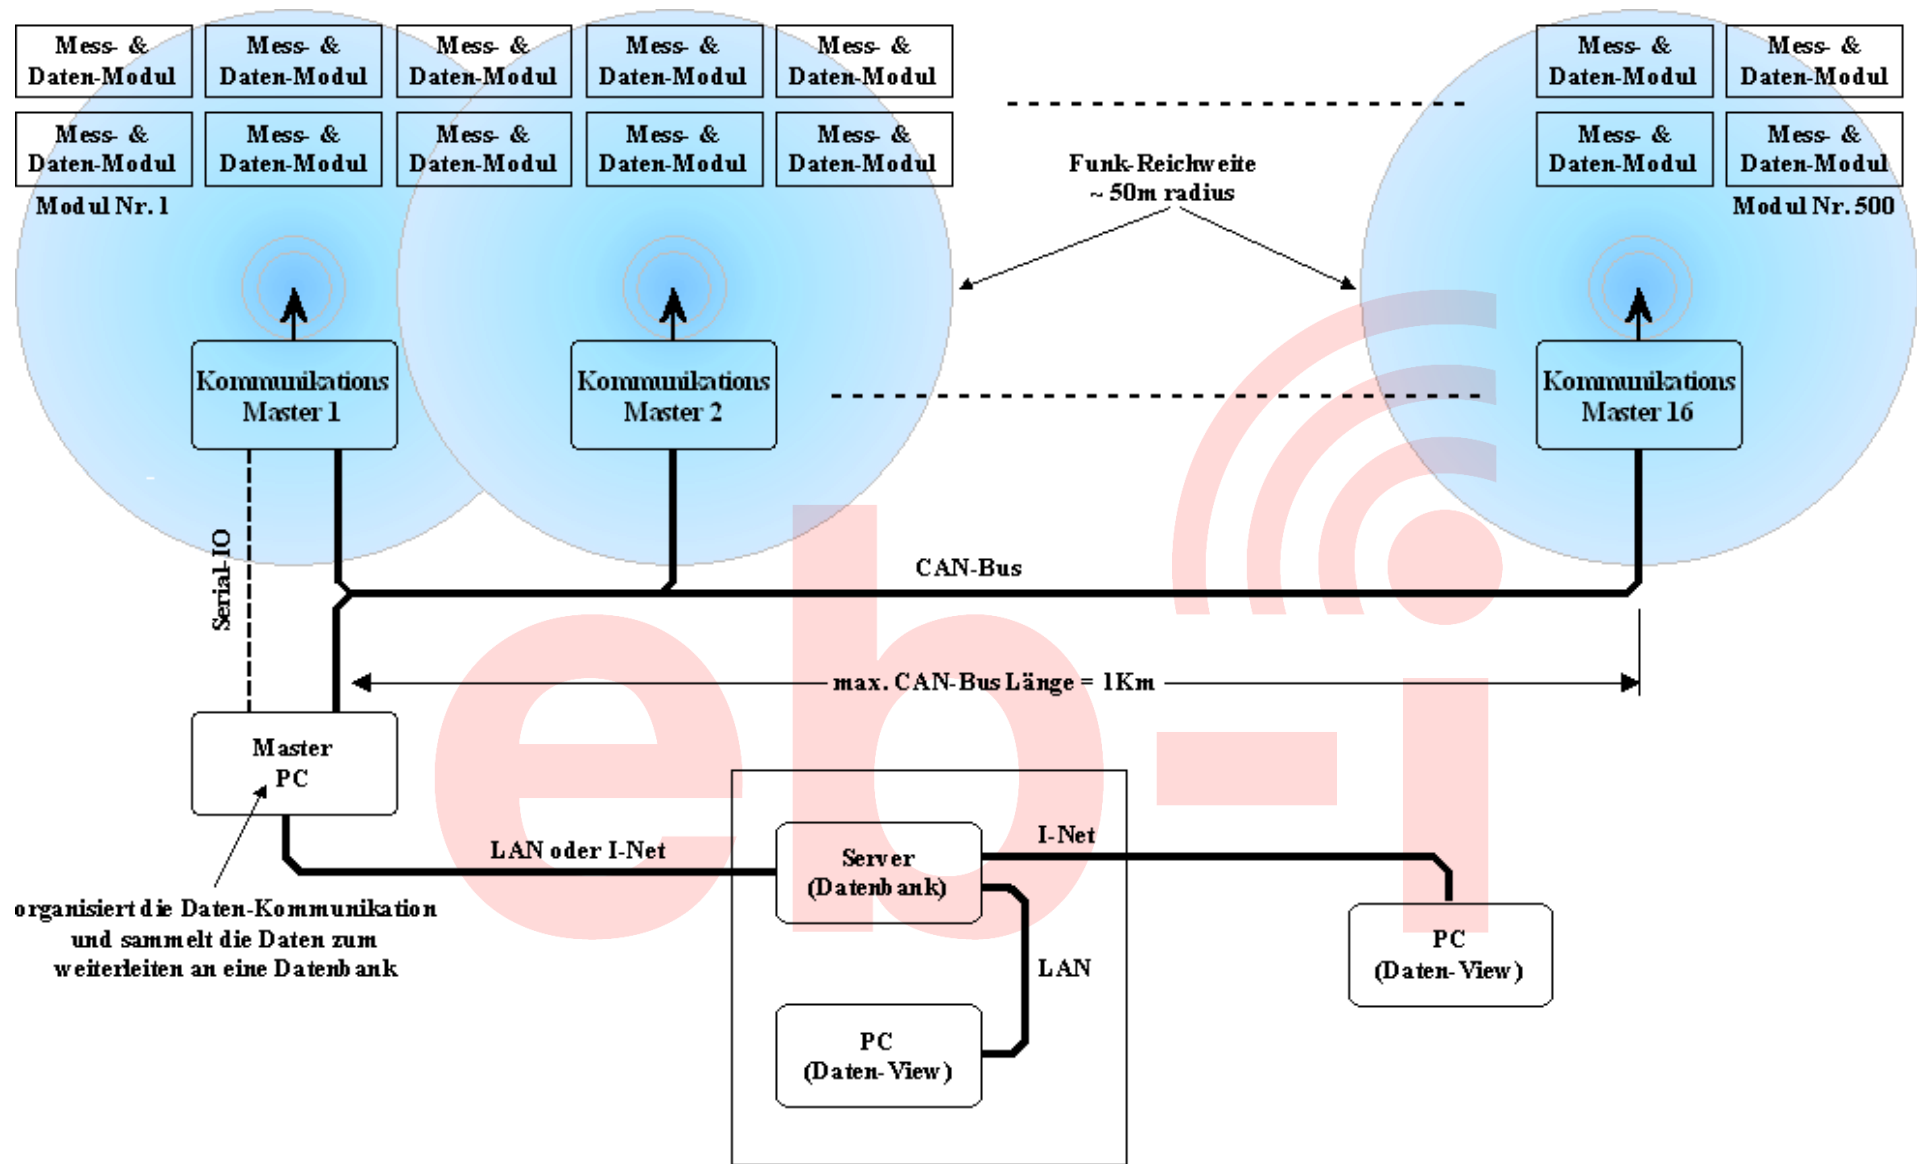 Mess- & Daten-Modul
Mess- & Daten-Modul
Mess- & Daten-Modul
Mess- & Daten-Modul
Mess- & Daten-Modul
Mess- & Daten-Modul
Mess- & Daten-Modul
Mess- & Daten-Modul
Mess- & Daten-Modul
Mess- & Daten-Modul
Mess- & Daten-Modul
Mess- & Daten-Modul
Mess- & Daten-Modul
Mess- & Daten-Modul
Modul Nr. 1
Funk-Reichweite
~ 50m radius
Modul Nr. 500
Kommunikations
Master 1
Kommunikations
Master 2
Kommunikations
Master 16
Serial-IO
CAN-Bus
max. CAN-Bus Länge = 1Km
Master
PC
LAN oder I-Net
organisiert die Daten-Kommunikation
und sammelt die Daten zum
weiterleiten an eine Datenbank
Server
(Datenbank)
I-Net
LAN
PC
(Daten-View)
PC
(Daten-View)
eb-i